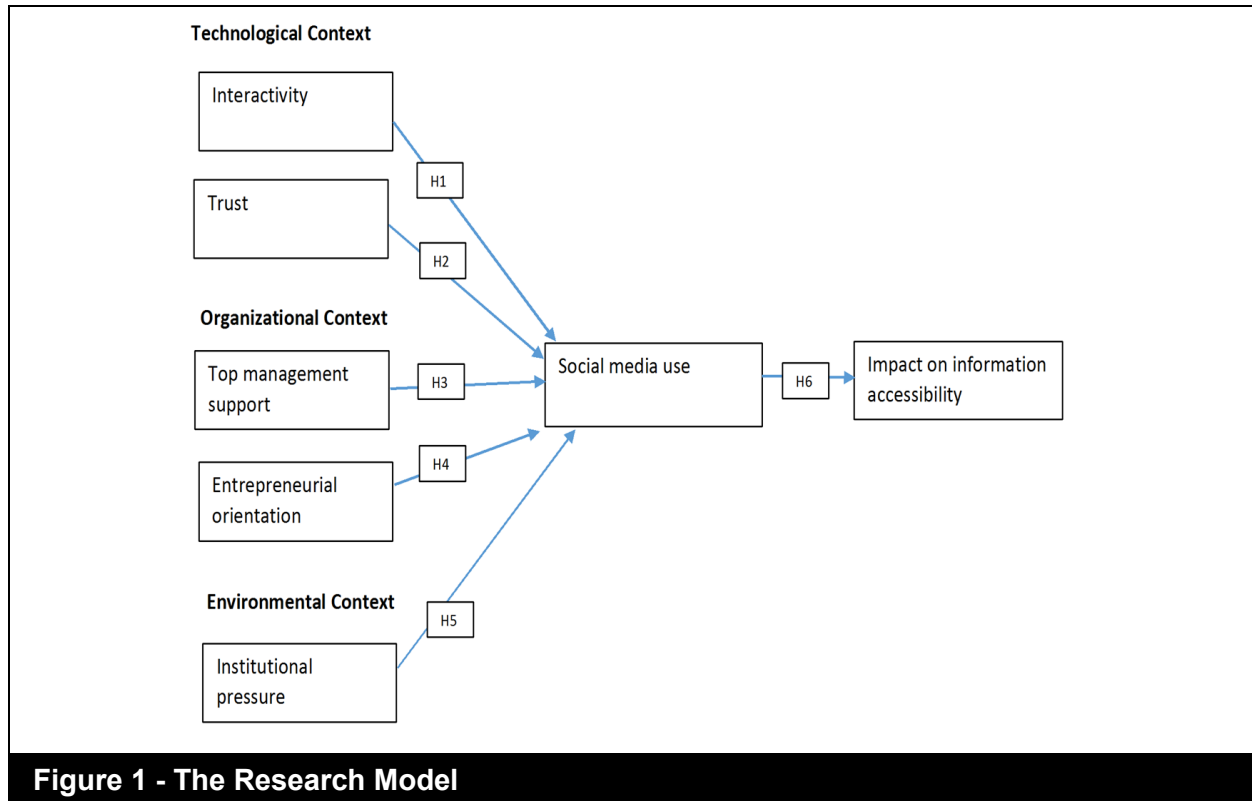 Technological Context
Interactivity
H1
Trust
H2
Organizational Context
Top management
support
H3
Social media use
H6
Impact on information
accessibility
Entrepreneurial
orientation
H4
Environmental Context
H5
Institutional
pressure
Figure 1 - The Research Model